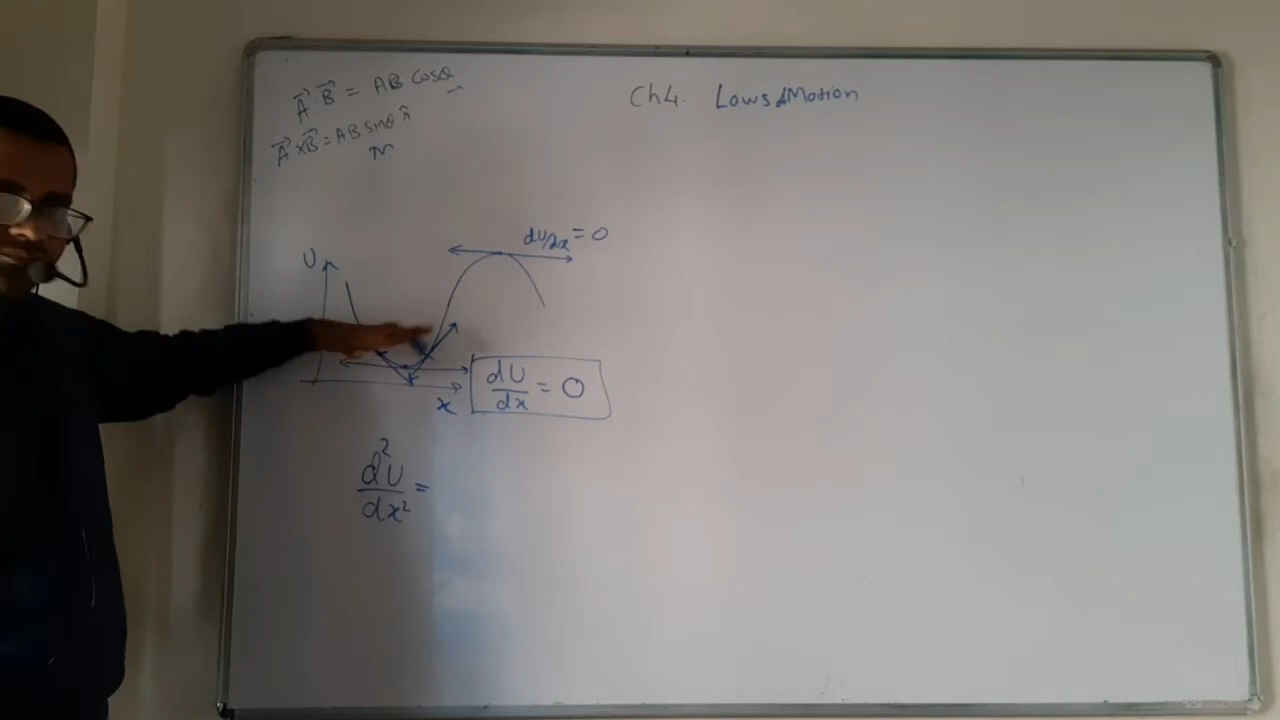 A⃗ · B⃗ = AB cosθ
A⃗ × B⃗ = AB sinθ n̂
Ch4. Laws of Motion
U
dU/dx = 0
dU/dx = 0
x
d²U/dx² =